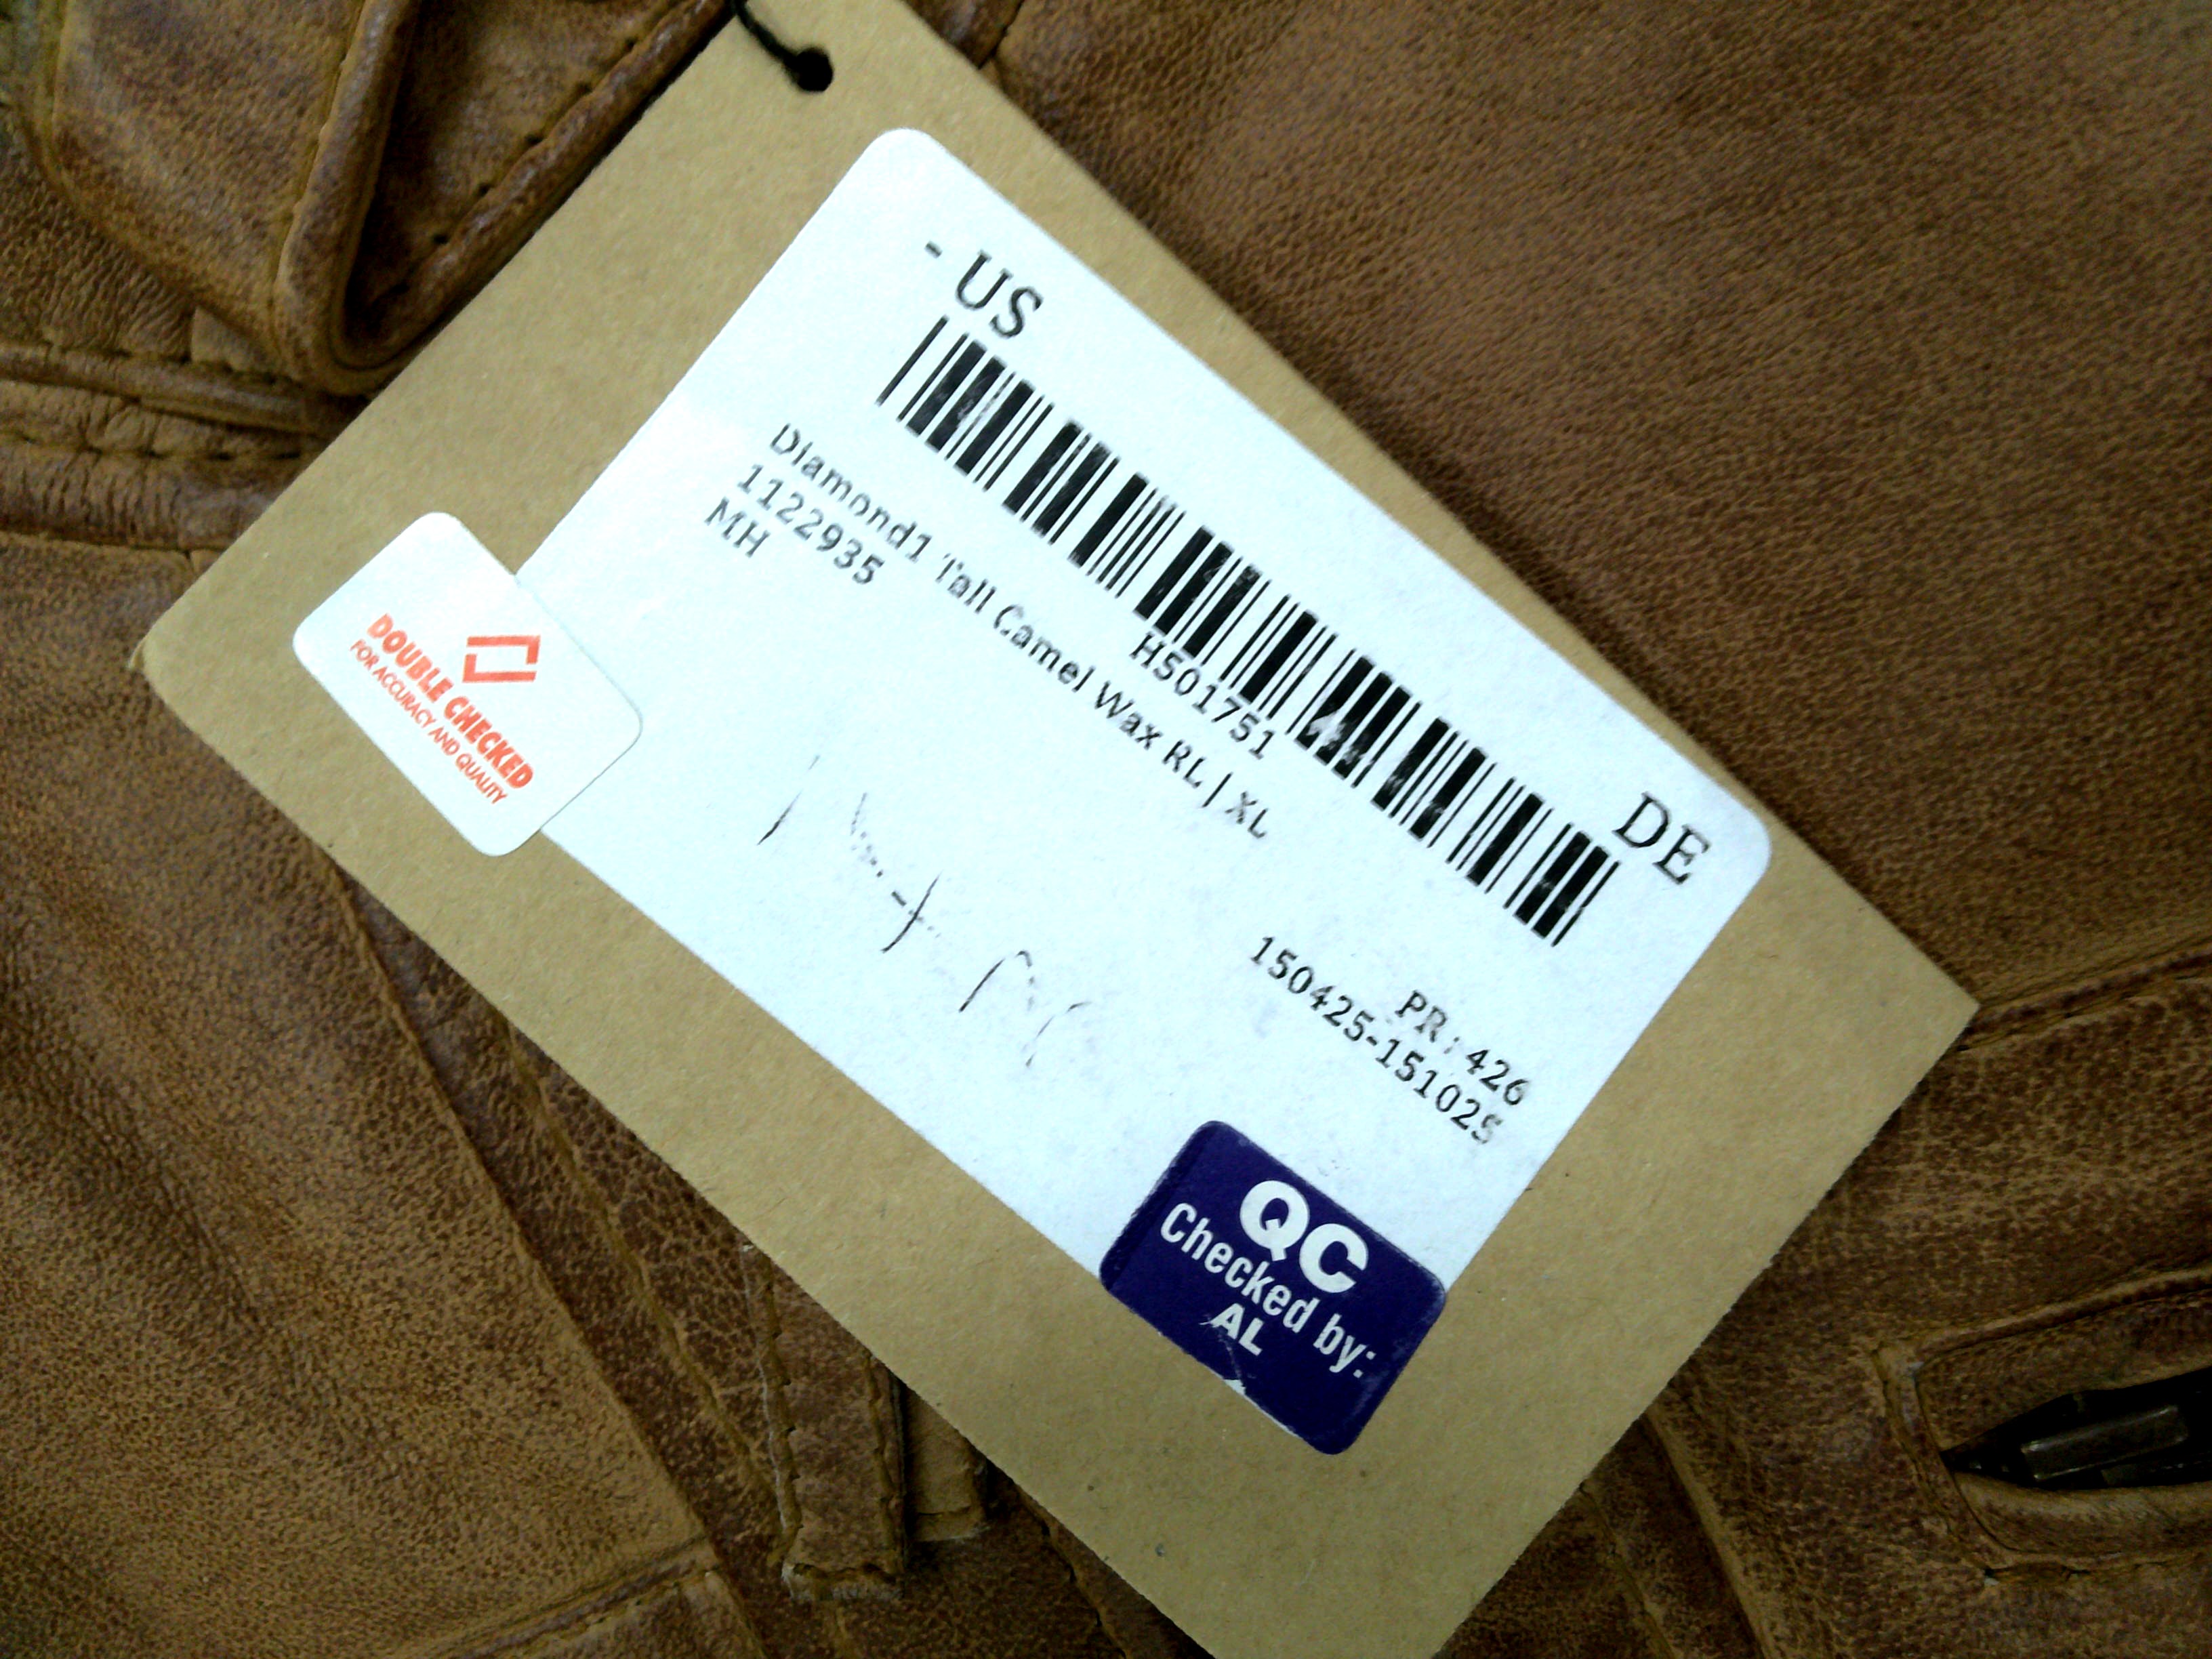 - US
DE
H501751
Diamond1 Tall Camel Wax RL | XL
1122935
MH
PR: 426
150425-15102S
DOUBLE CHECKED
FOR ACCURACY AND QUALITY
QC
Checked by:
AL